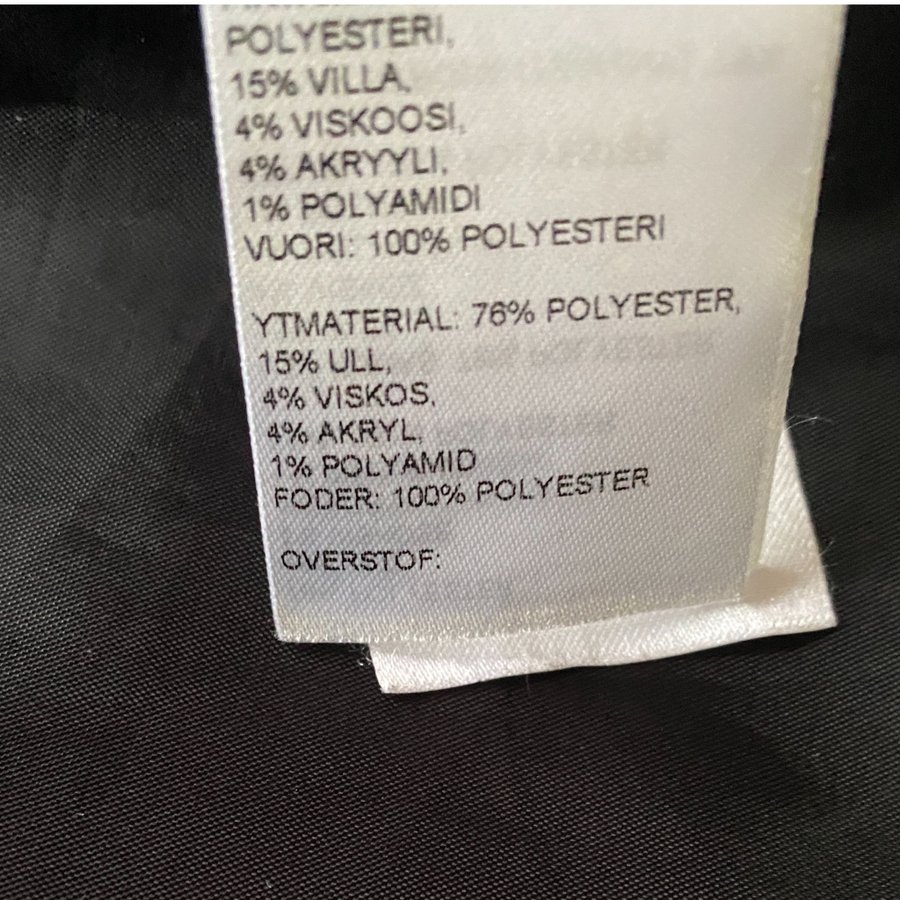 POLYESTERI,
15% VILLA,
4% VISKOOSI,
4% AKRYYLI,
1% POLYAMIDI
VUORI: 100% POLYESTERI
YTMATERIAL: 76% POLYESTER,
15% ULL,
4% VISKOS,
4% AKRYL,
1% POLYAMID
FODER: 100% POLYESTER
OVERSTOF: